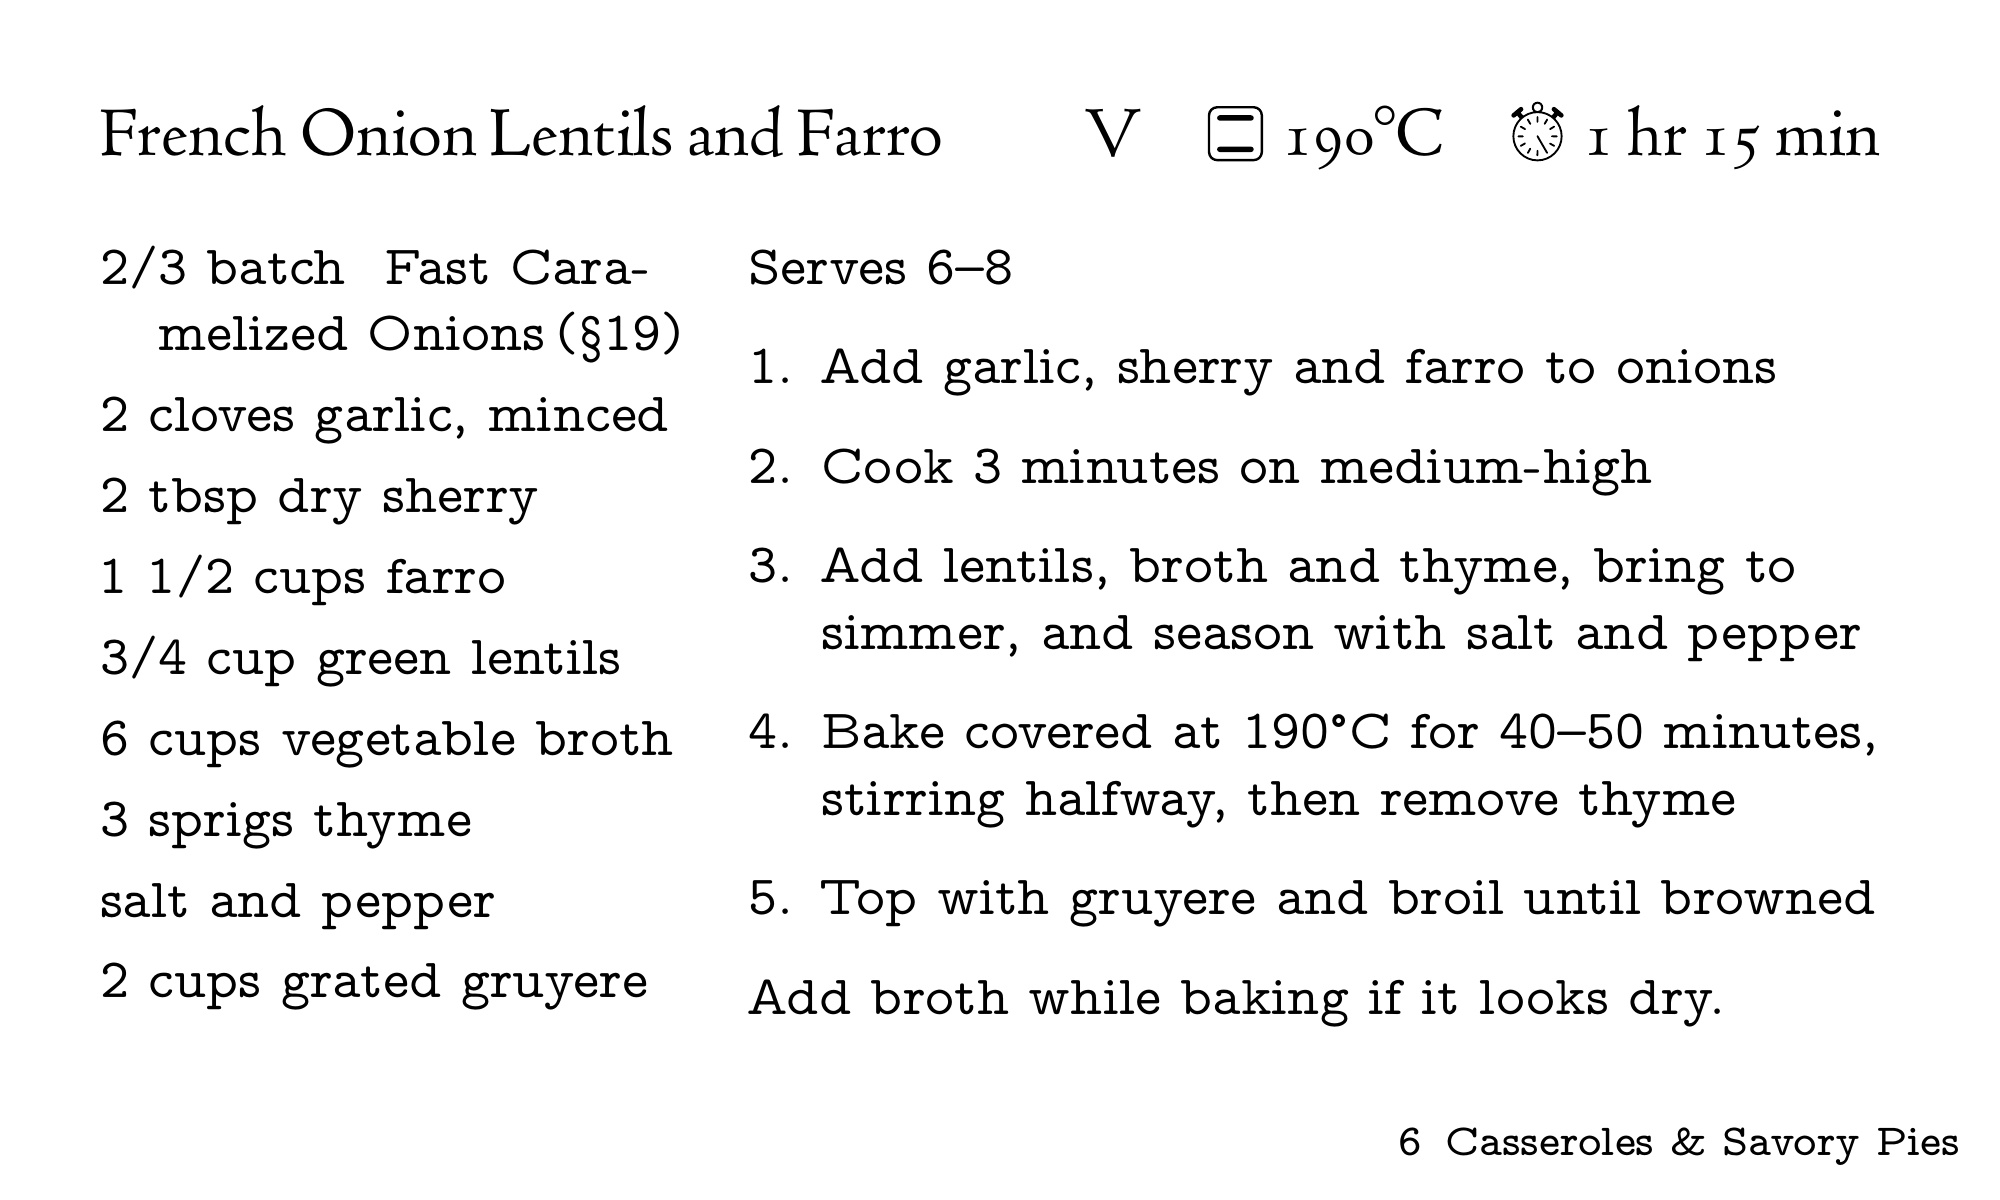 French Onion Lentils and Farro V 190°C 1 hr 15 min
2/3 batch Fast Cara-
melized Onions (§19)
2 cloves garlic, minced
2 tbsp dry sherry
1 1/2 cups farro
3/4 cup green lentils
6 cups vegetable broth
3 sprigs thyme
salt and pepper
2 cups grated gruyere
Serves 6–8
1. Add garlic, sherry and farro to onions
2. Cook 3 minutes on medium-high
3. Add lentils, broth and thyme, bring to
simmer, and season with salt and pepper
4. Bake covered at 190°C for 40–50 minutes,
stirring halfway, then remove thyme
5. Top with gruyere and broil until browned
Add broth while baking if it looks dry.
6 Casseroles & Savory Pies